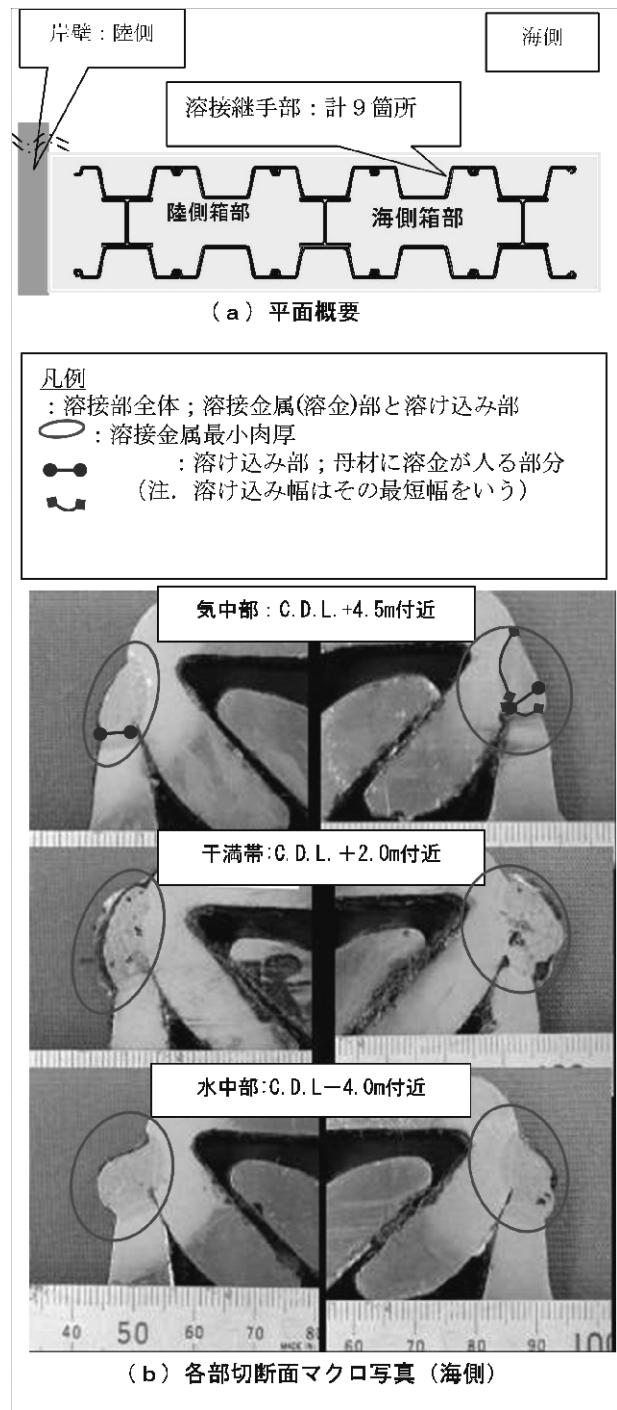 岸壁：陸側
海側
溶接継手部：計９箇所
陸側箱部
海側箱部
（a）平面概要
凡例
：溶接部全体；溶接金属(溶金)部と溶け込み部
：溶接金属最小肉厚
：溶け込み部；母材に溶金が人る部分
（注．溶け込み幅はその最短幅をいう）
気中部：C.D.L.+4.5m付近
干満帯:C.D.L.＋2.0m付近
水中部:C.D.L－4.0m付近
40 50 60 70 8
60 70 80 90 100
MADE IN
（b）各部切断面マクロ写真（海側）